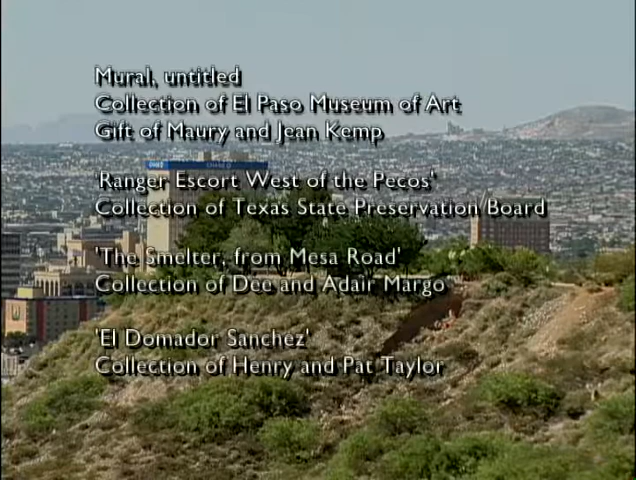 Mural, untitled
Collection of El Paso Museum of Art
Gift of Maury and Jean Kemp
'Ranger Escort West of the Pecos'
Collection of Texas State Preservation Board
'The Smelter, from Mesa Road'
Collection of Dee and Adair Margo
'El Domador Sanchez'
Collection of Henry and Pat Taylor
CHASE